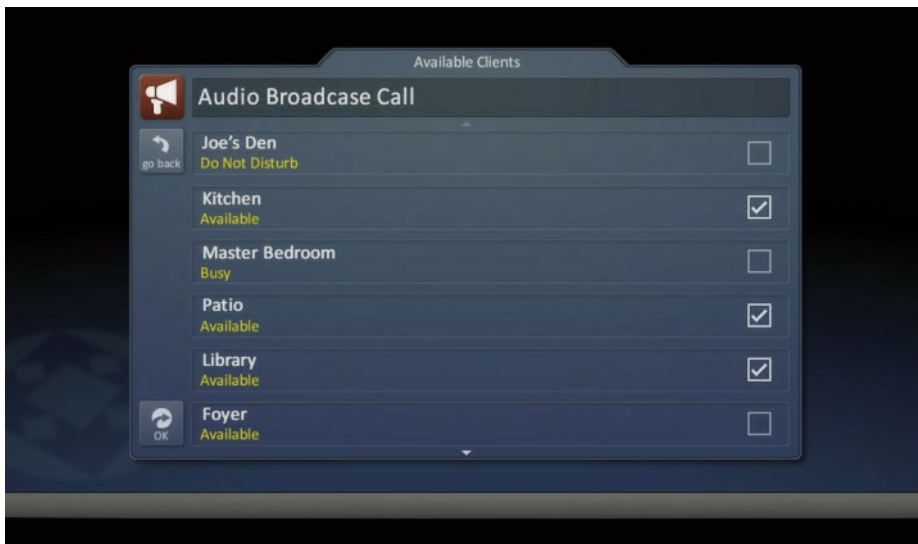 Available Clients
Audio Broadcase Call
go back
Joe's Den
Do Not Disturb
Kitchen
Available
Master Bedroom
Busy
Patio
Available
Library
Available
OK
Foyer
Available